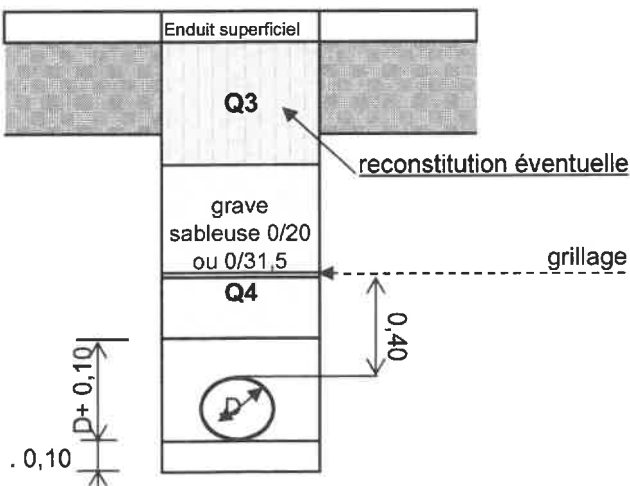 Enduit superficiel
Q3
reconstitution éventuelle
grave
sableuse 0/20
ou 0/31,5
grillage
Q4
0,40
D+ 0,10
D
. 0,10